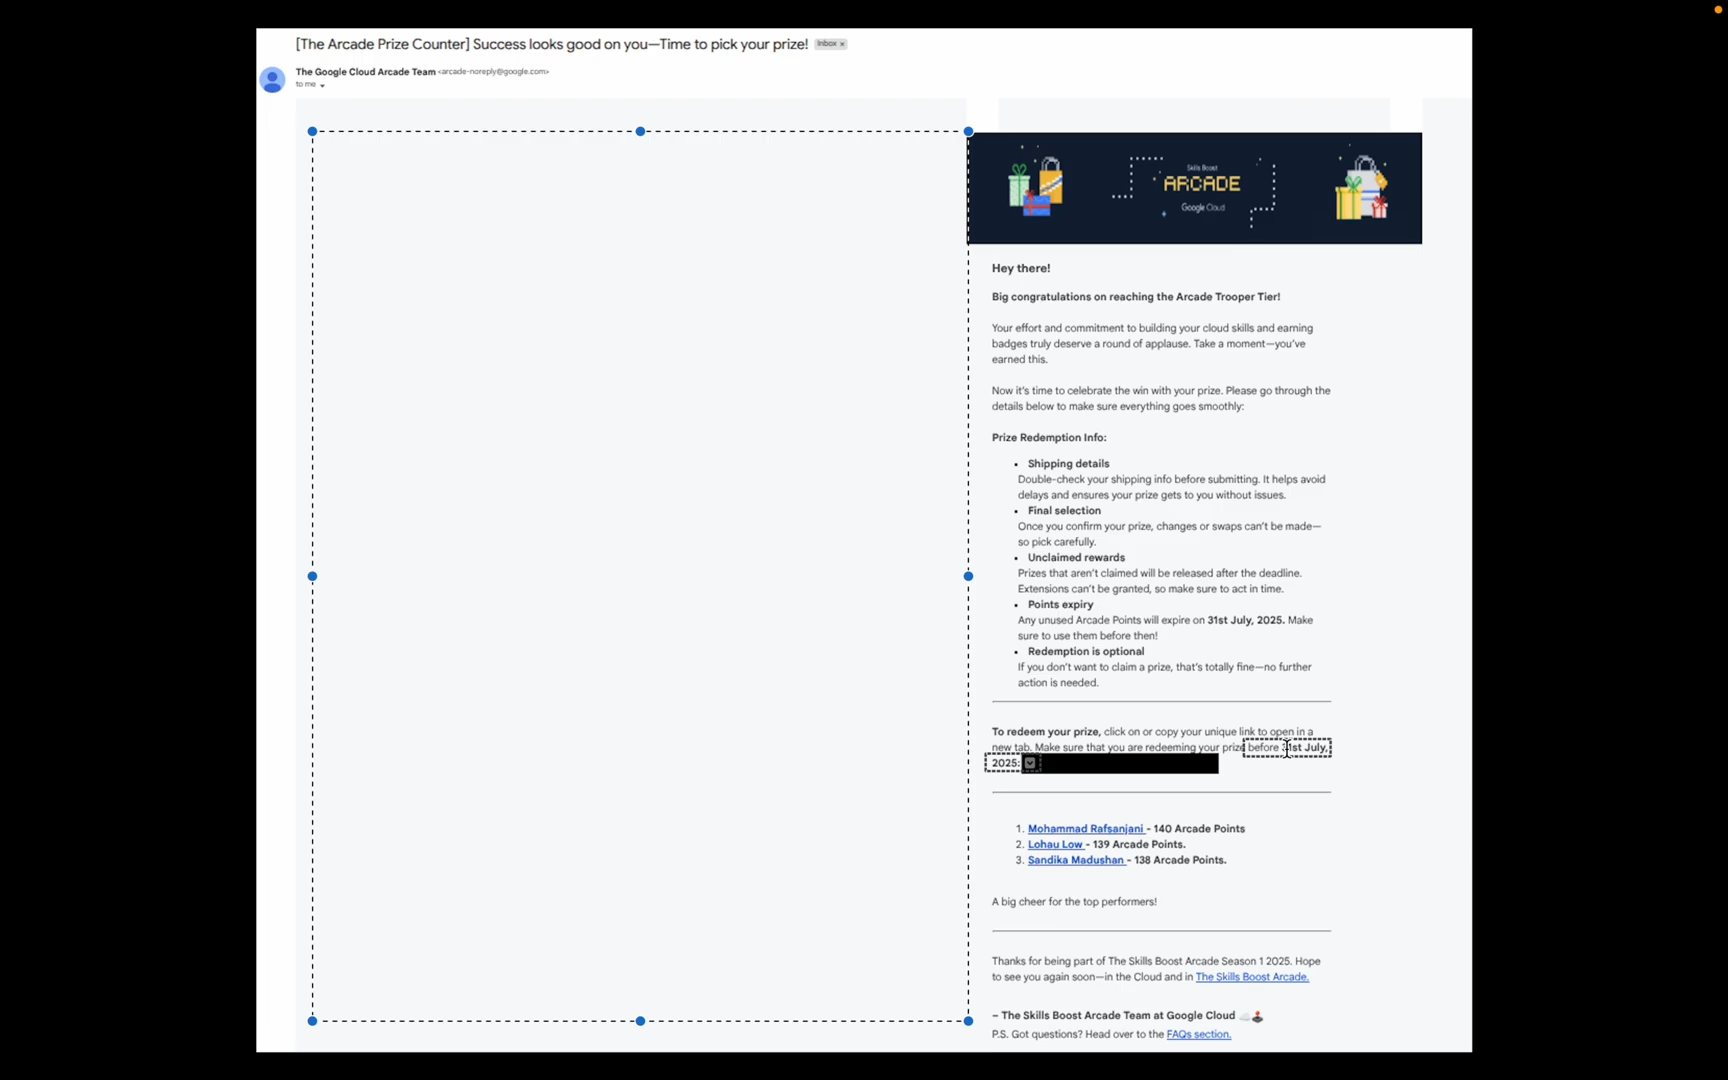 [The Arcade Prize Counter] Success looks good on you—Time to pick your prize! Inbox ×
The Google Cloud Arcade Team <arcade-noreply@google.com>
to me
Skills Boost
ARCADE
Google Cloud
Hey there!
Big congratulations on reaching the Arcade Trooper Tier!
Your effort and commitment to building your cloud skills and earning
badges truly deserve a round of applause. Take a moment—you've
earned this.
Now it's time to celebrate the win with your prize. Please go through the
details below to make sure everything goes smoothly:
Prize Redemption Info:
• Shipping details
Double-check your shipping info before submitting. It helps avoid
delays and ensures your prize gets to you without issues.
• Final selection
Once you confirm your prize, changes or swaps can't be made—
so pick carefully.
• Unclaimed rewards
Prizes that aren't claimed will be released after the deadline.
Extensions can't be granted, so make sure to act in time.
• Points expiry
Any unused Arcade Points will expire on 31st July, 2025. Make
sure to use them before then!
• Redemption is optional
If you don't want to claim a prize, that's totally fine—no further
action is needed.
To redeem your prize, click on or copy your unique link to open in a
new tab. Make sure that you are redeeming your prize before 31st July,
2025:
1. Mohammad Rafsanjani - 140 Arcade Points
2. Lohau Low - 139 Arcade Points.
3. Sandika Madushan - 138 Arcade Points.
A big cheer for the top performers!
Thanks for being part of The Skills Boost Arcade Season 1 2025. Hope
to see you again soon—in the Cloud and in The Skills Boost Arcade.
– The Skills Boost Arcade Team at Google Cloud ☁️🕹️
P.S. Got questions? Head over to the FAQs section.